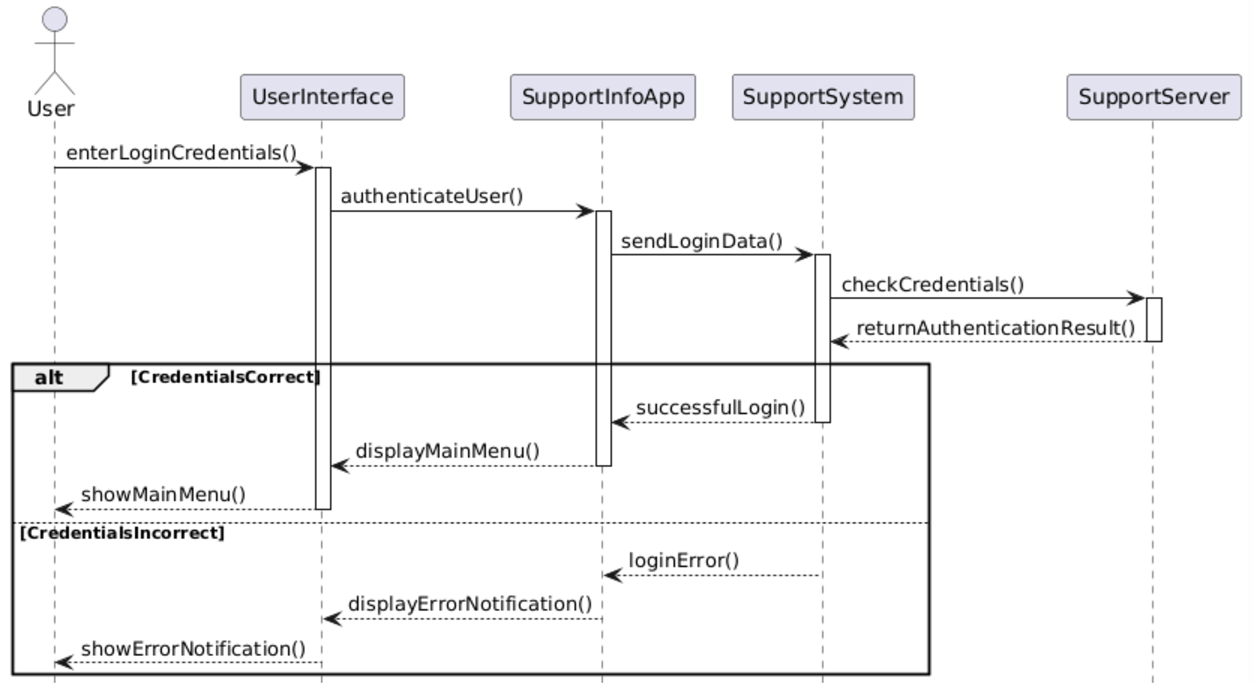 User
UserInterface
SupportInfoApp
SupportSystem
SupportServer
enterLoginCredentials()
authenticateUser()
sendLoginData()
checkCredentials()
returnAuthenticationResult()
alt
[CredentialsCorrect]
successfulLogin()
displayMainMenu()
showMainMenu()
[CredentialsIncorrect]
loginError()
displayErrorNotification()
showErrorNotification()